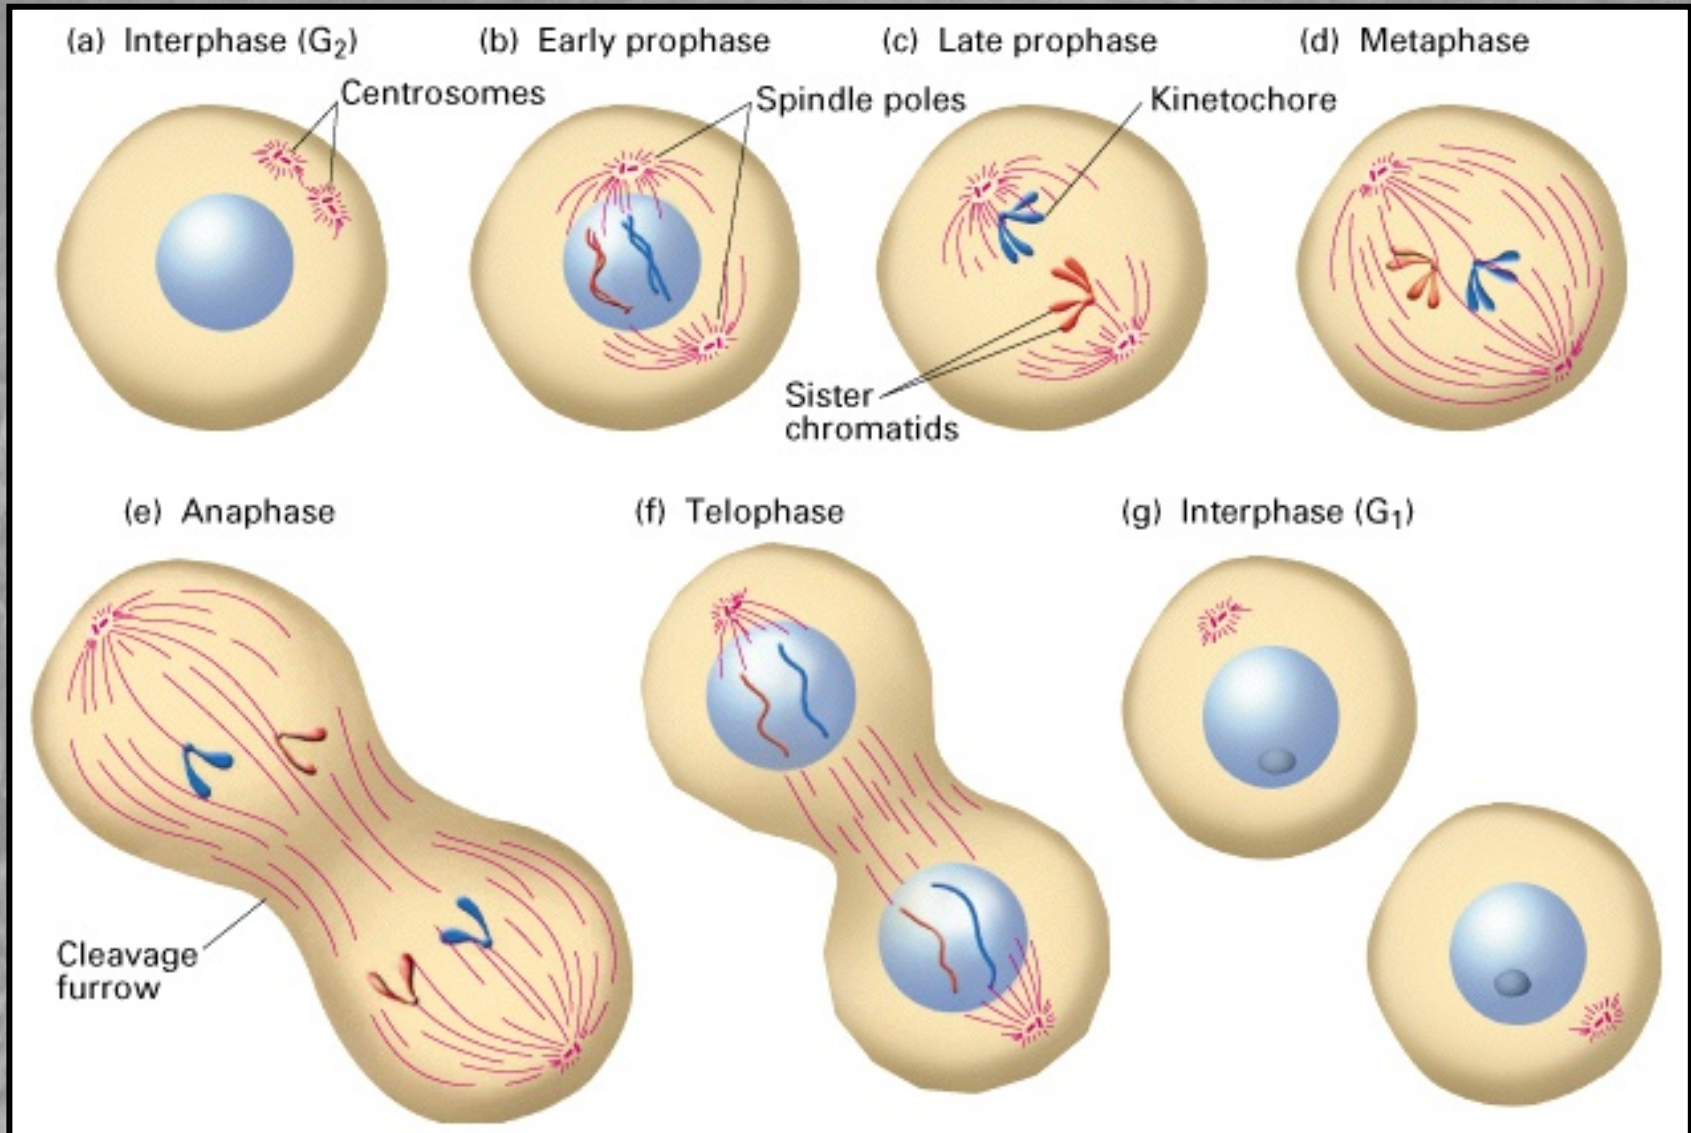 (a) Interphase (G₂)
(b) Early prophase
(c) Late prophase
(d) Metaphase
Centrosomes
Spindle poles
Kinetochore
Sister
chromatids
(e) Anaphase
(f) Telophase
(g) Interphase (G₁)
Cleavage
furrow